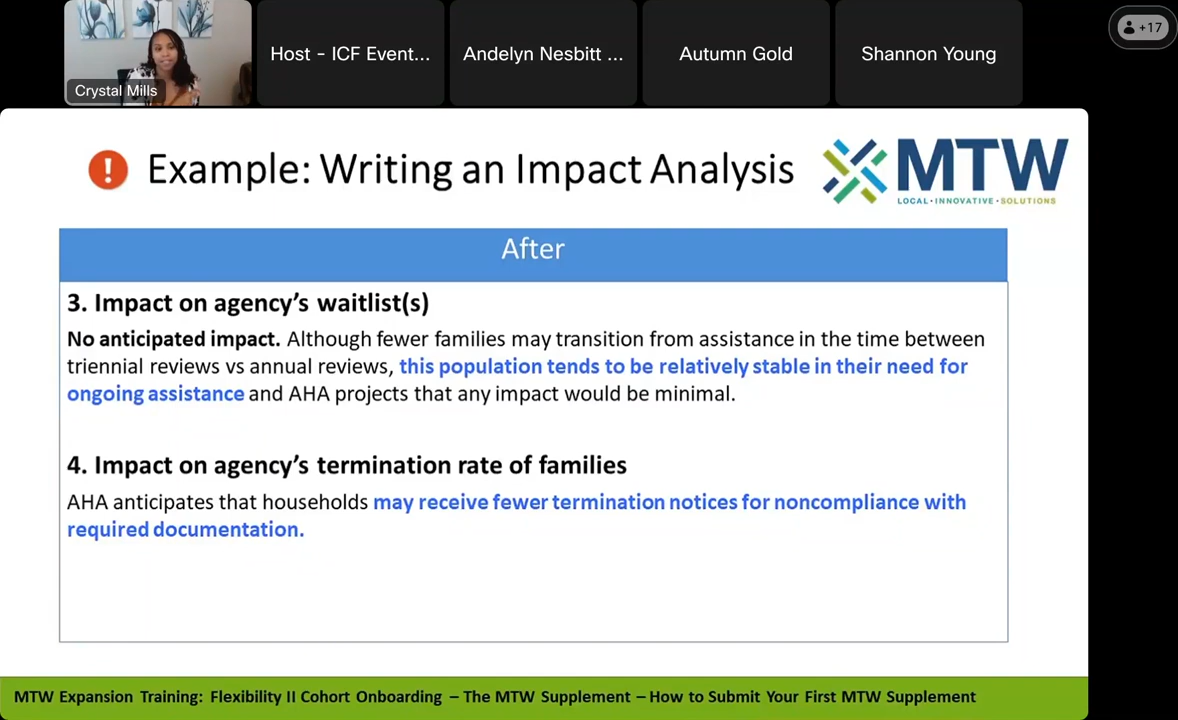 Crystal Mills
Host - ICF Event...
Andelyn Nesbitt ...
Autumn Gold
Shannon Young
+17
! Example: Writing an Impact Analysis
MTW
LOCAL · INNOVATIVE · SOLUTIONS
After
3. Impact on agency’s waitlist(s)
No anticipated impact. Although fewer families may transition from assistance in the time between
triennial reviews vs annual reviews, this population tends to be relatively stable in their need for
ongoing assistance and AHA projects that any impact would be minimal.
4. Impact on agency’s termination rate of families
AHA anticipates that households may receive fewer termination notices for noncompliance with
required documentation.
MTW Expansion Training: Flexibility II Cohort Onboarding – The MTW Supplement – How to Submit Your First MTW Supplement